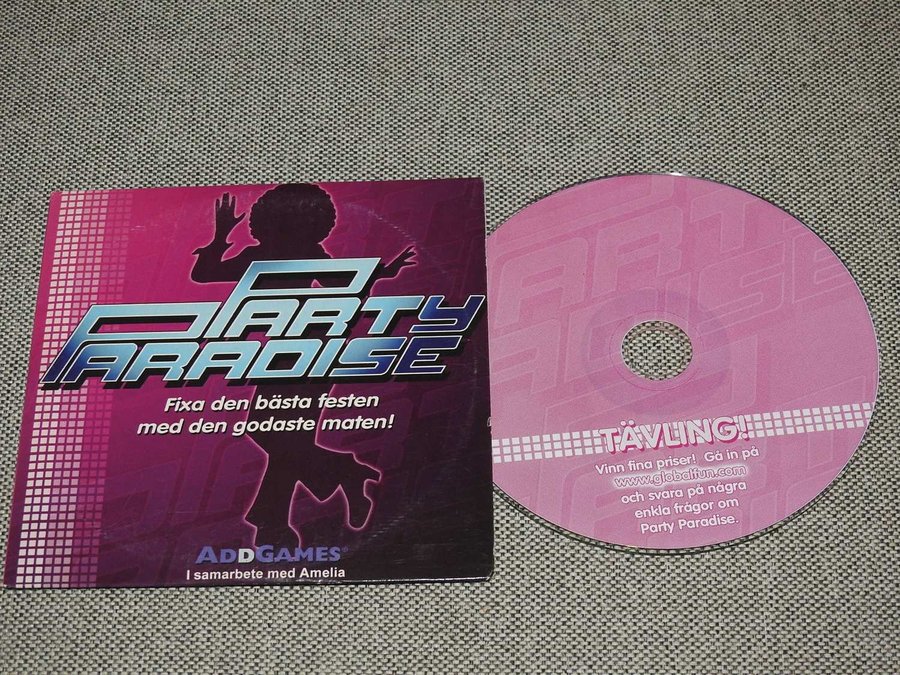 PARTY
PARADISE
Fixa den bästa festen
med den godaste maten!
ADDGAMES
I samarbete med Amelia
TÄVLING!
Vinn fina priser! Gå in på
www.globalfun.com
och svara på några
enkla frågor om
Party Paradise.